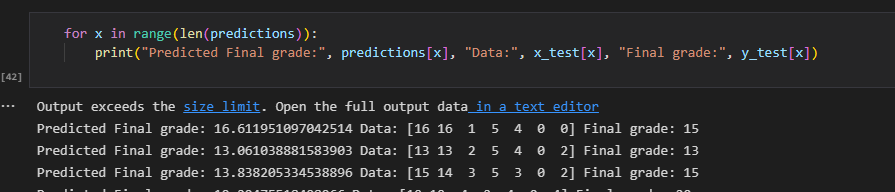 for x in range(len(predictions)):
print("Predicted Final grade:", predictions[x], "Data:", x_test[x], "Final grade:", y_test[x])
[42]
... Output exceeds the size limit. Open the full output data in a text editor
Predicted Final grade: 16.611951097042514 Data: [16 16 1 5 4 0 0] Final grade: 15
Predicted Final grade: 13.061038881583903 Data: [13 13 2 5 4 0 2] Final grade: 13
Predicted Final grade: 13.838205334538896 Data: [15 14 3 5 3 0 2] Final grade: 15